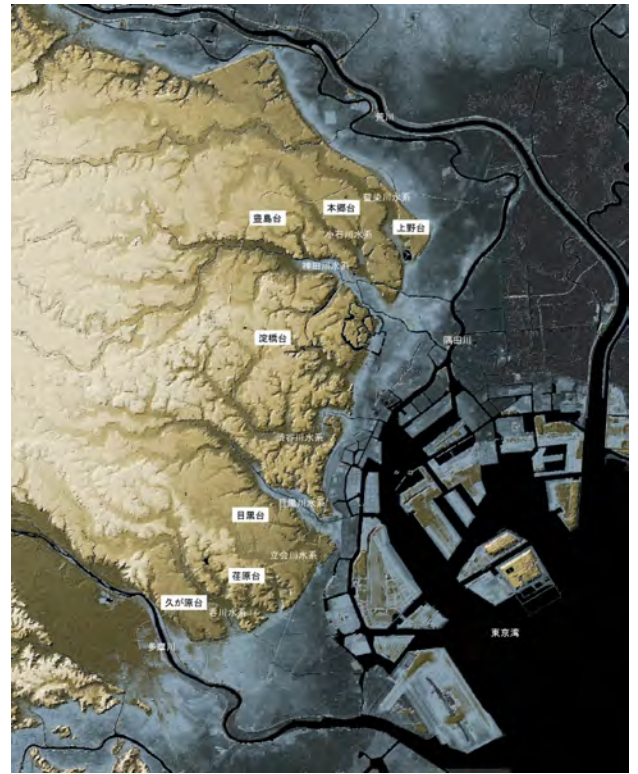 荒川
藍染川水系
本郷台
豊島台
上野台
小石川水系
神田川水系
淀橋台
隅田川
渋谷川水系
目黒川水系
目黒台
立会川水系
荏原台
久が原台
呑川水系
多摩川
東京湾